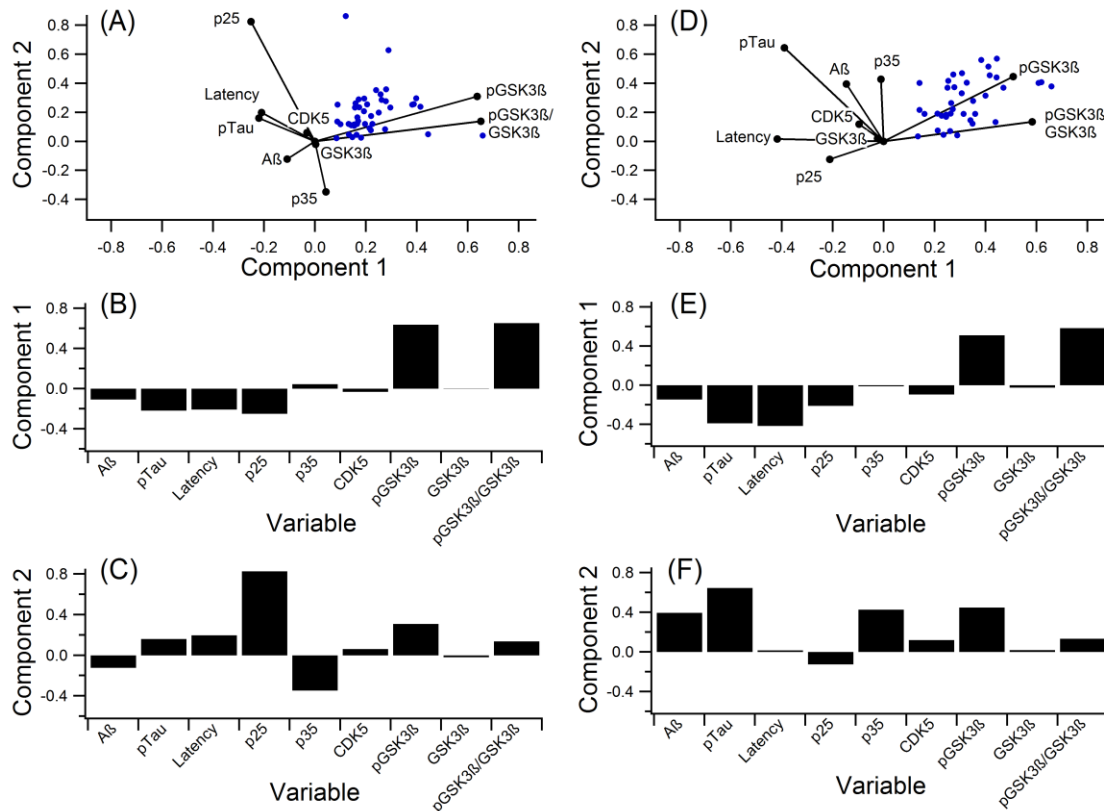 (A)
Component 2
0.8
0.6
0.4
0.2
0.0
-0.2
-0.4
p25
Latency
pTau
CDK5
Aß
GSK3ß
p35
pGSK3ß
pGSK3ß/
GSK3ß
-0.8 -0.6 -0.4 -0.2 0.0 0.2 0.4 0.6 0.8
Component 1
(D)
Component 2
0.8
0.6
0.4
0.2
0.0
-0.2
-0.4
pTau
Aß
p35
CDK5
Latency
GSK3ß
p25
pGSK3ß
pGSK3ß
GSK3ß
-0.8 -0.6 -0.4 -0.2 0.0 0.2 0.4 0.6 0.8
Component 1
(B)
Component 1
0.8
0.4
0.0
-0.4
Aß pTau Latency p25 p35 CDK5 pGSK3ß GSK3ß pGSK3ß/GSK3ß
Variable
(E)
Component 1
0.8
0.4
0.0
-0.4
Aß pTau Latency p25 p35 CDK5 pGSK3ß GSK3ß pGSK3ß/GSK3ß
Variable
(C)
Component 2
0.8
0.4
0.0
-0.4
Aß pTau Latency p25 p35 CDK5 pGSK3ß GSK3ß pGSK3ß/GSK3ß
Variable
(F)
Component 2
0.8
0.4
0.0
-0.4
Aß pTau Latency p25 p35 CDK5 pGSK3ß GSK3ß pGSK3ß/GSK3ß
Variable